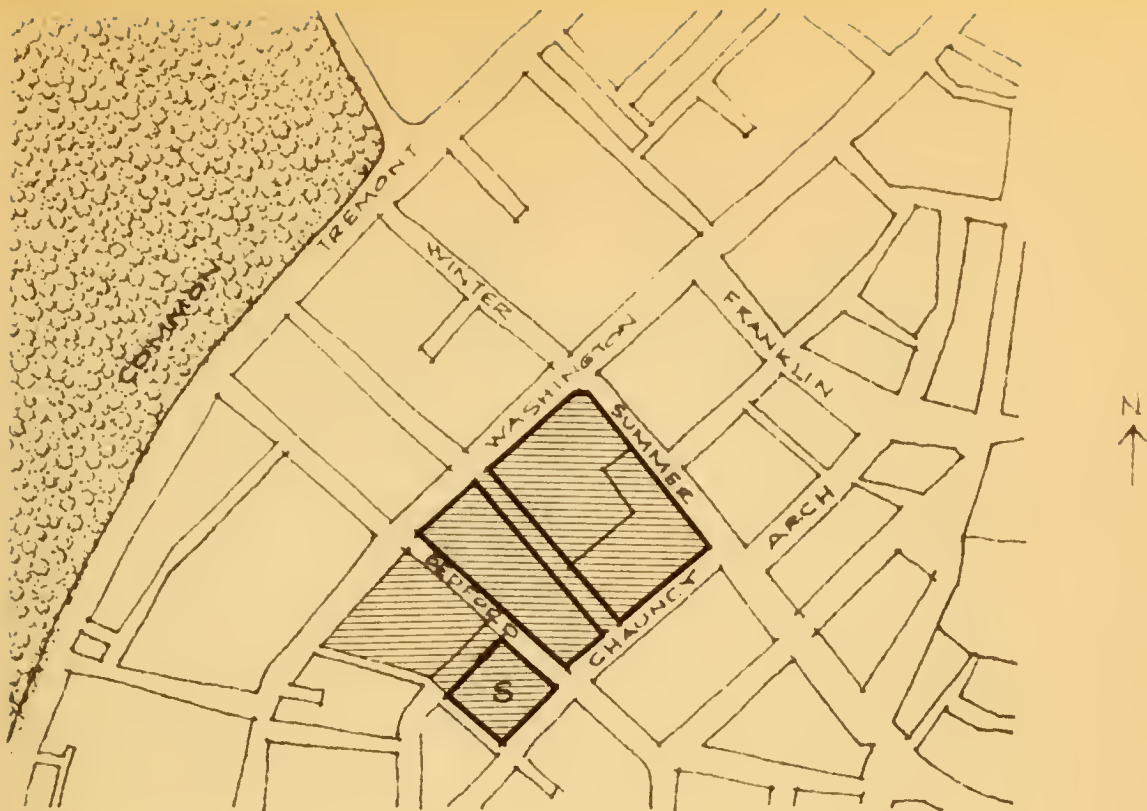 TREMONT
COMMON
WINTER
FRANKLIN
WASHINGTON
SUMMER
N
ARCH
BEDFORD
CHAUNCY
S